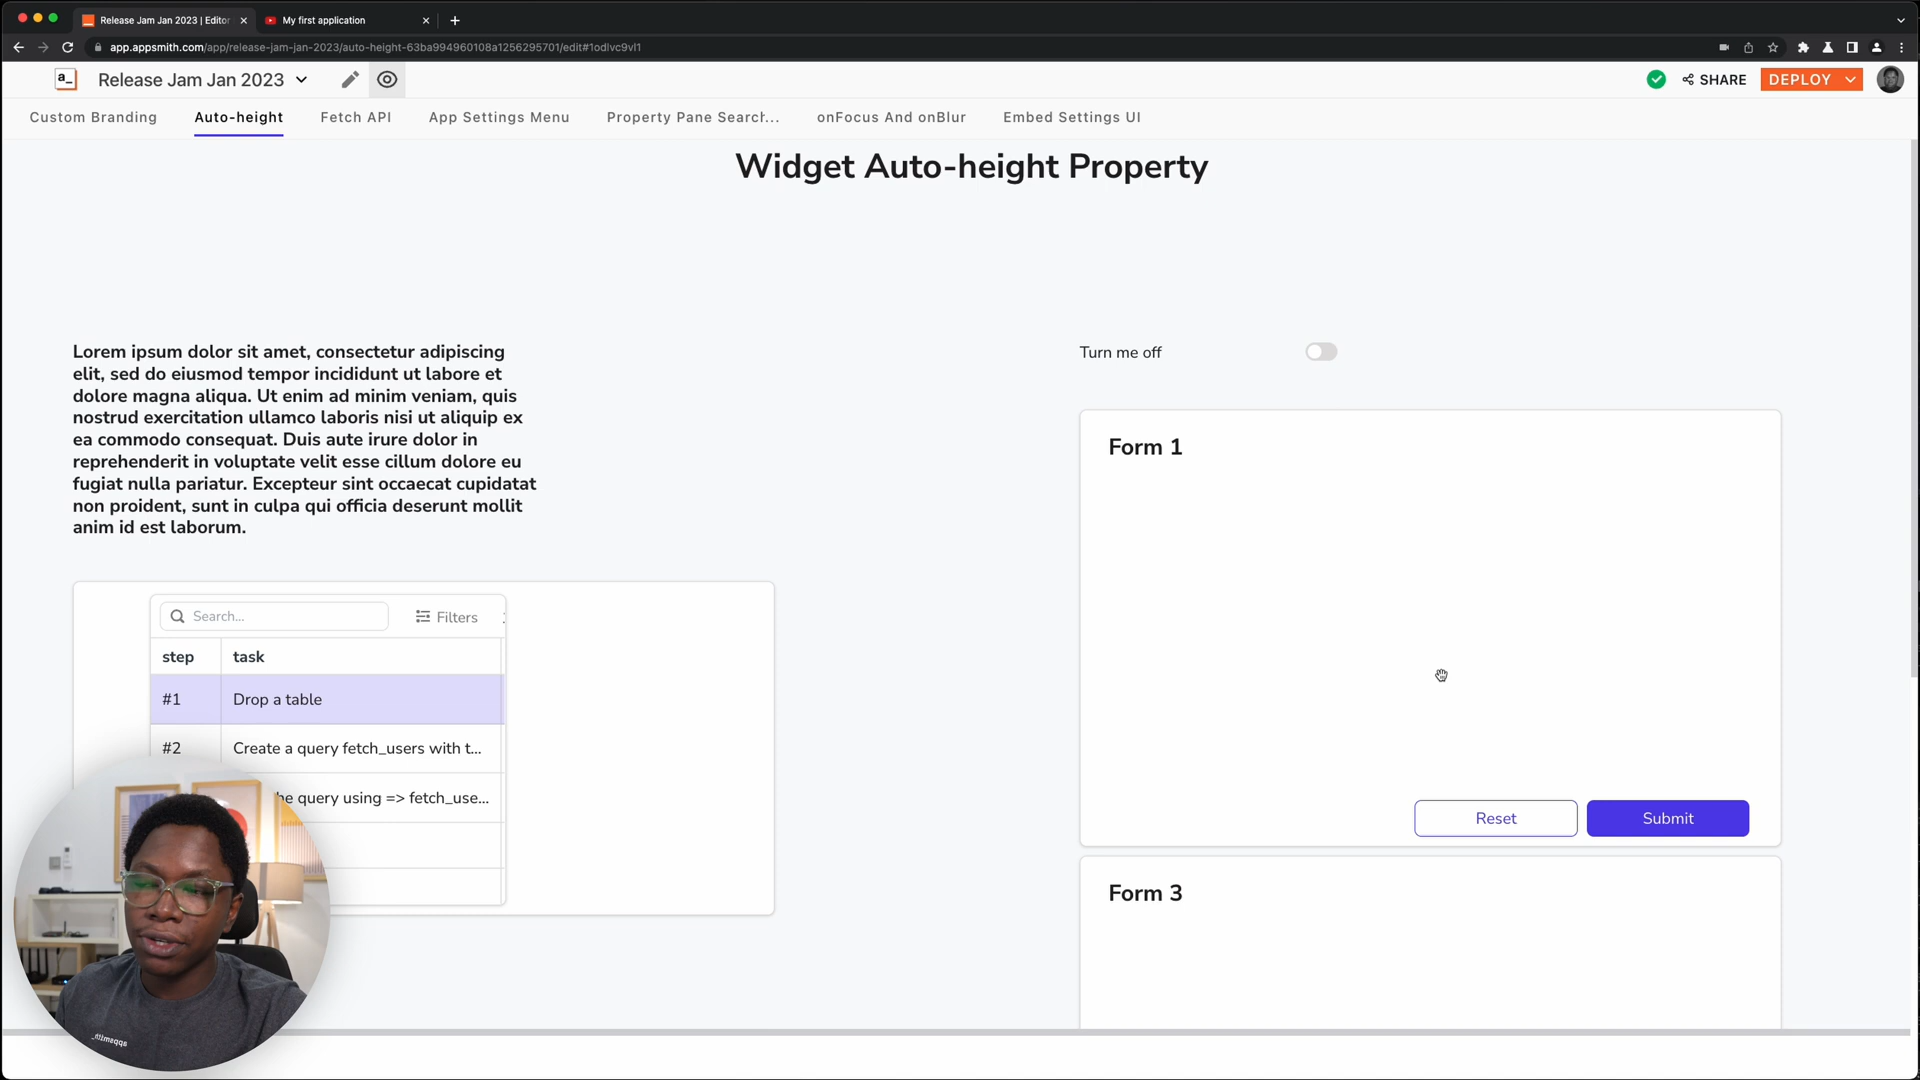 Release Jam Jan 2023 | Editor
My first application
app.appsmith.com/app/release-jam-jan-2023/auto-height-63ba994960108a1256295701/edit#1odlvc9vl1
a_
Release Jam Jan 2023
SHARE
DEPLOY
Custom Branding
Auto-height
Fetch API
App Settings Menu
Property Pane Search...
onFocus And onBlur
Embed Settings UI
Widget Auto-height Property
Lorem ipsum dolor sit amet, consectetur adipiscing
elit, sed do eiusmod tempor incididunt ut labore et
dolore magna aliqua. Ut enim ad minim veniam, quis
nostrud exercitation ullamco laboris nisi ut aliquip ex
ea commodo consequat. Duis aute irure dolor in
reprehenderit in voluptate velit esse cillum dolore eu
fugiat nulla pariatur. Excepteur sint occaecat cupidatat
non proident, sunt in culpa qui officia deserunt mollit
anim id est laborum.
Turn me off
Form 1
Reset
Submit
Form 3
Search...
Filters
step task
#1 Drop a table
#2 Create a query fetch_users with t...
he query using => fetch_use...
appsmith_